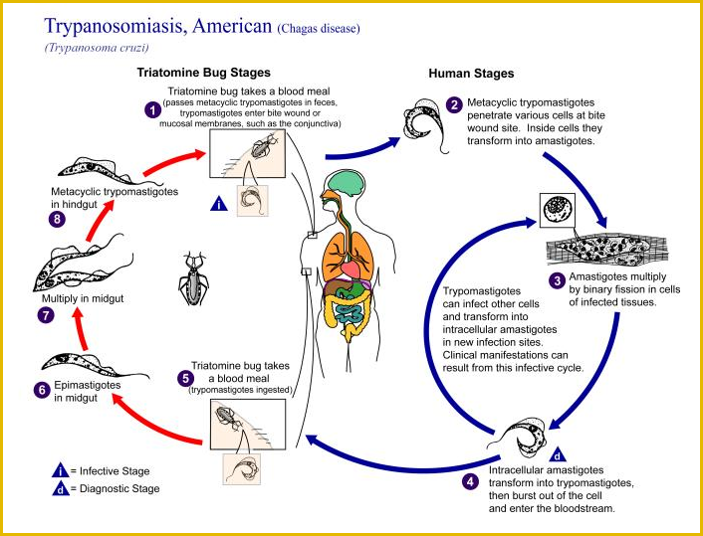 Trypanosomiasis, American (Chagas disease)
(Trypanosoma cruzi)
Triatomine Bug Stages
Human Stages
1
Triatomine bug takes a blood meal
(passes metacyclic trypomastigotes in feces,
trypomastigotes enter bite wound or
mucosal membranes, such as the conjunctiva)
i
2
Metacyclic trypomastigotes
penetrate various cells at bite
wound site. Inside cells they
transform into amastigotes.
3
Amastigotes multiply
by binary fission in cells
of infected tissues.
Trypomastigotes
can infect other cells
and transform into
intracellular amastigotes
in new infection sites.
Clinical manifestations can
result from this infective cycle.
d
4
Intracellular amastigotes
transform into trypomastigotes,
then burst out of the cell
and enter the bloodstream.
5
Triatomine bug takes
a blood meal
(trypomastigotes ingested)
6
Epimastigotes
in midgut
Multiply in midgut
7
Metacyclic trypomastigotes
in hindgut
8
i = Infective Stage
d = Diagnostic Stage